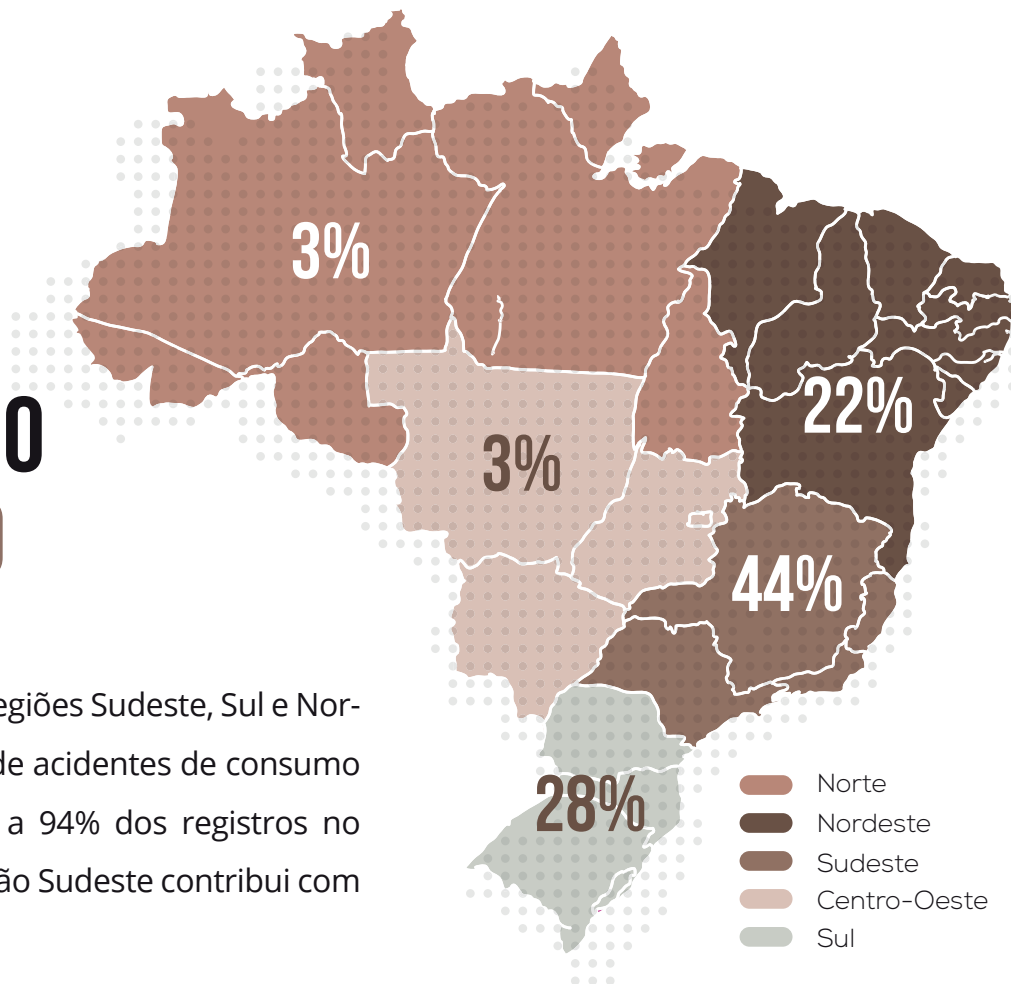 3%
22%
0
3%
44%
egiões Sudeste, Sul e Nor-
de acidentes de consumo
a 94% dos registros no
ão Sudeste contribui com
28%
Norte
Nordeste
Sudeste
Centro-Oeste
Sul